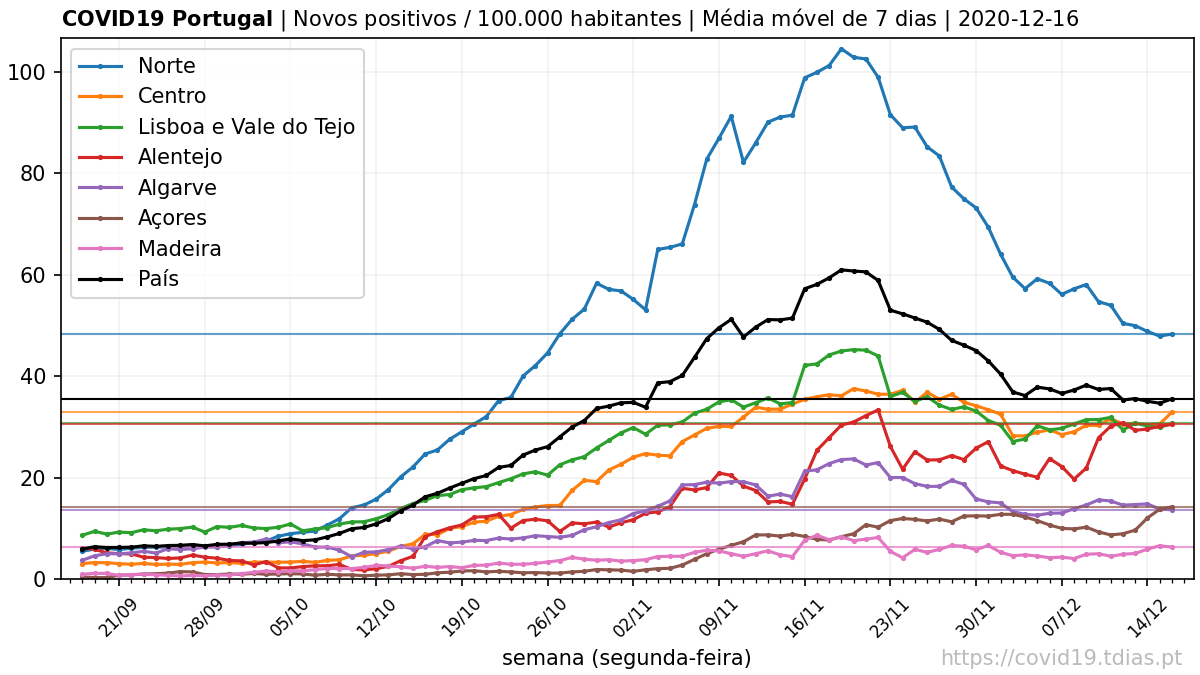 COVID19 Portugal | Novos positivos / 100.000 habitantes | Média móvel de 7 dias | 2020-12-16
Norte
Centro
Lisboa e Vale do Tejo
Alentejo
Algarve
Açores
Madeira
País
100
80
60
40
20
0
21/09 28/09 05/10 12/10 19/10 26/10 02/11 09/11 16/11 23/11 30/11 07/12 14/12
semana (segunda-feira)
https://covid19.tdias.pt